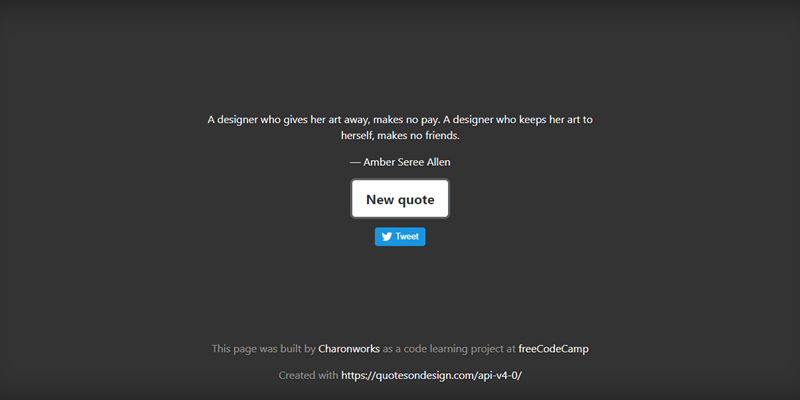 A designer who gives her art away, makes no pay. A designer who keeps her art to
herself, makes no friends.
— Amber Seree Allen
New quote
Tweet
This page was built by Charonworks as a code learning project at freeCodeCamp
Created with https://quotesondesign.com/api-v4-0/